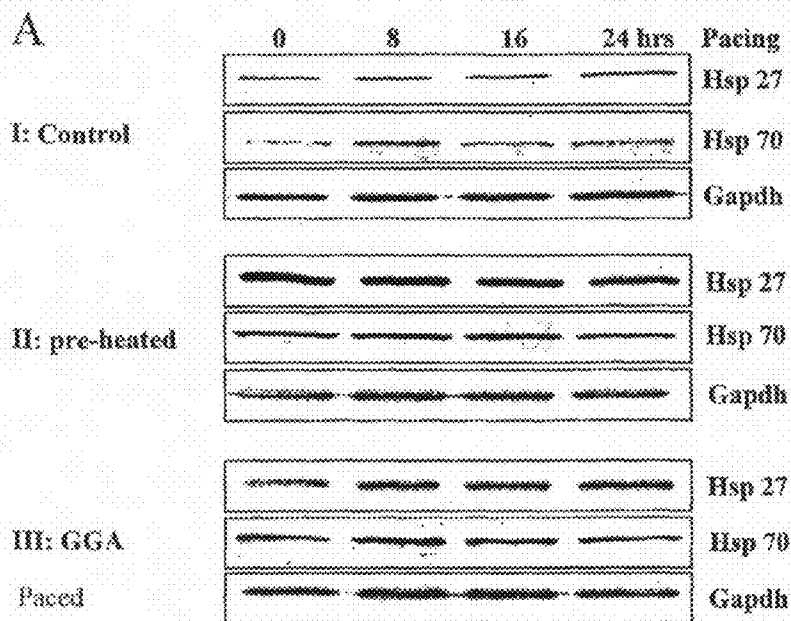 A
0 8 16 24 hrs Pacing
Hsp 27
I: Control
Hsp 70
Gapdh
Hsp 27
II: pre-heated
Hsp 70
Gapdh
Hsp 27
III: GGA
Hsp 70
Paced
Gapdh